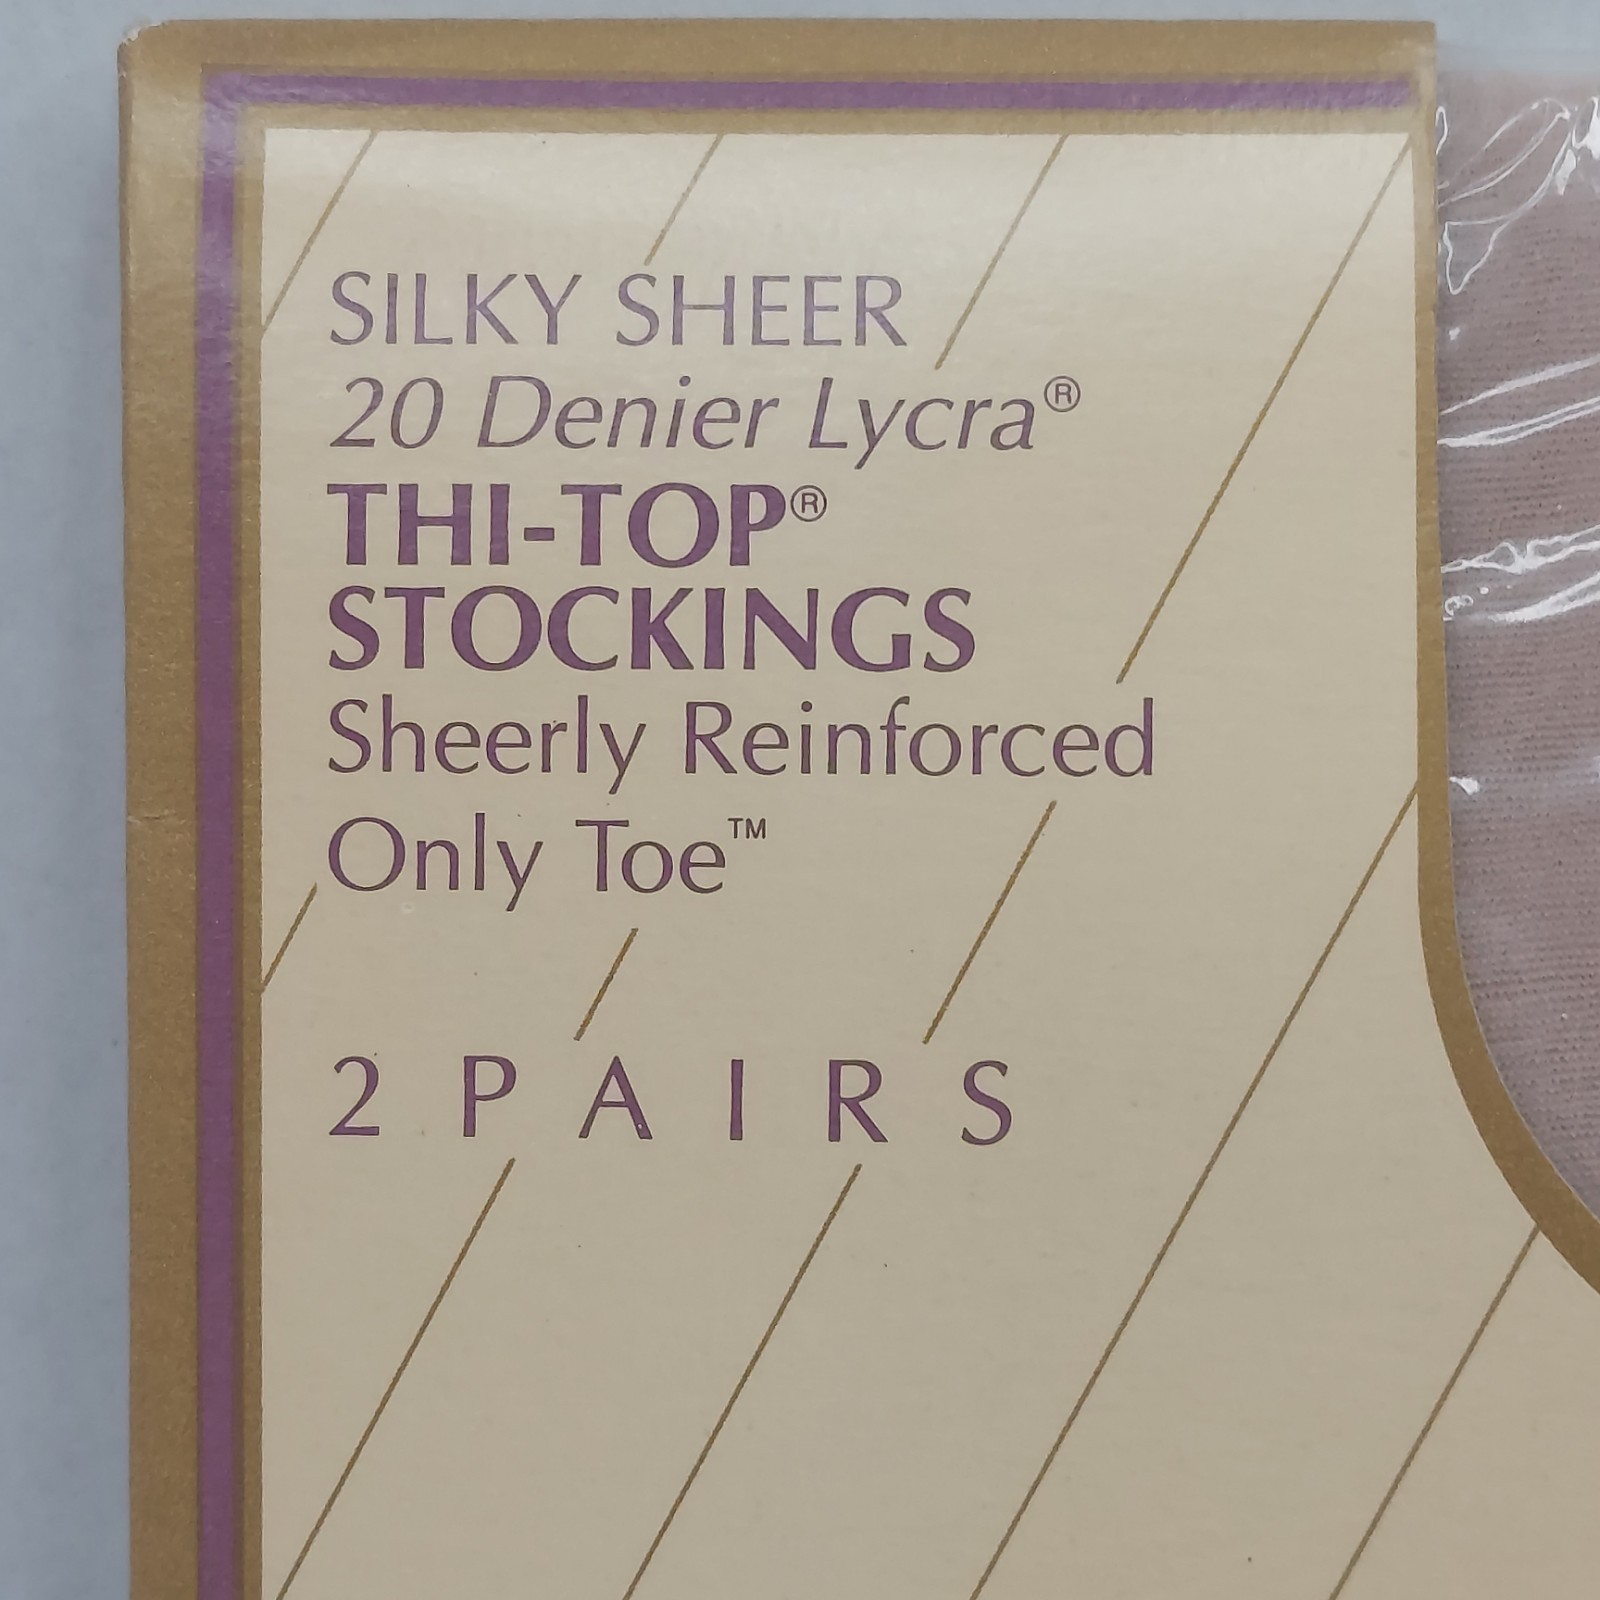 SILKY SHEER
20 Denier Lycra®
THI-TOP®
STOCKINGS
Sheerly Reinforced
Only Toe™
2 PAIRS